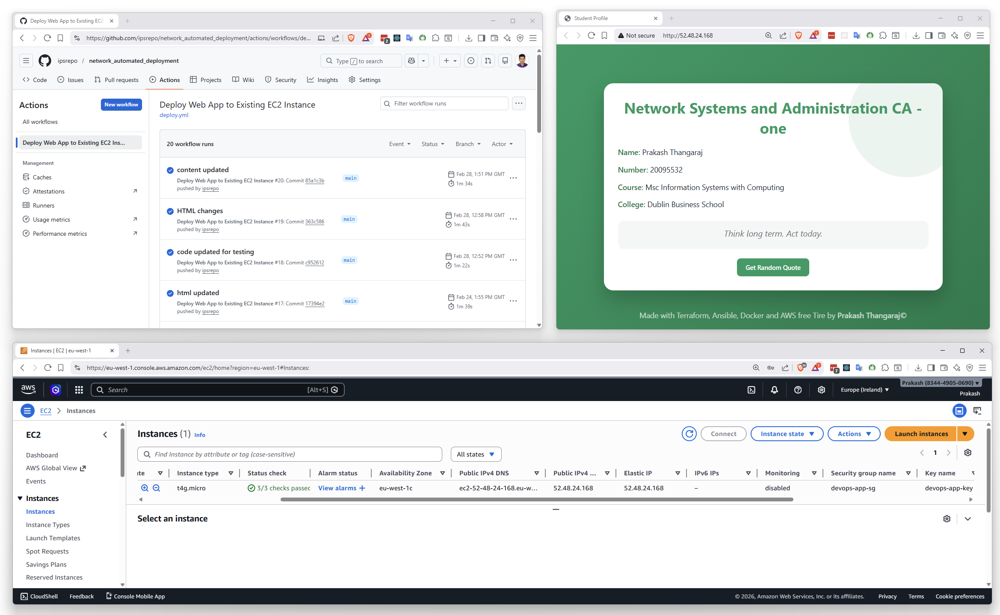 Deploy Web App to Existing EC2
https://github.com/ipsrepo/network_automated_deployment/actions/workflows/de...
1
2
ipsrepo / network_automated_deployment
Type / to search
Code
Issues
Pull requests
Actions
Projects
Wiki
Security
Insights
Settings
Actions
New workflow
All workflows
Deploy Web App to Existing EC2 Ins...
Management
Caches
Attestations
Runners
Usage metrics
Performance metrics
Deploy Web App to Existing EC2 Instance
deploy.yml
Filter workflow runs
20 workflow runs
Event
Status
Branch
Actor
content updated
Deploy Web App to Existing EC2 Instance #20: Commit 85a1c3b
pushed by ipsrepo
main
Feb 28, 1:51 PM GMT
1m 34s
HTML changes
Deploy Web App to Existing EC2 Instance #19: Commit 363c586
pushed by ipsrepo
main
Feb 28, 12:58 PM GMT
1m 43s
code updated for testing
Deploy Web App to Existing EC2 Instance #18: Commit c952612
pushed by ipsrepo
main
Feb 28, 12:52 PM GMT
1m 22s
html updated
Deploy Web App to Existing EC2 Instance #17: Commit 17394e2
pushed by ipsrepo
main
Feb 24, 1:55 PM GMT
1m 39s
Student Profile
Not secure
http://52.48.24.168
1
Network Systems and Administration CA -
one
Name: Prakash Thangaraj
Number: 20095532
Course: Msc Information Systems with Computing
College: Dublin Business School
Think long term. Act today.
Get Random Quote
Made with Terraform, Ansible, Docker and AWS free Tire by Prakash Thangaraj©
Instances | EC2 | eu-west-1
https://eu-west-1.console.aws.amazon.com/ec2/home?region=eu-west-1#Instances:
20
1
7
aws
Search
[Alt+S]
Europe (Ireland)
Prakash (8344-4905-0690)
Prakash
EC2
Instances
EC2
Dashboard
AWS Global View
Events
Instances
Instances
Instance Types
Launch Templates
Spot Requests
Savings Plans
Reserved Instances
Instances (1) Info
Connect
Instance state
Actions
Launch instances
Find Instance by attribute or tag (case-sensitive)
All states
1
Instance type
Status check
Alarm status
Availability Zone
Public IPv4 DNS
Public IPv4 ...
Elastic IP
IPv6 IPs
Monitoring
Security group name
Key name
t4g.micro
3/3 checks passed
View alarms +
eu-west-1c
ec2-52-48-24-168.eu-w...
52.48.24.168
52.48.24.168
–
disabled
devops-app-sg
devops-app-key
Select an instance
CloudShell
Feedback
Console Mobile App
© 2026, Amazon Web Services, Inc. or its affiliates.
Privacy
Terms
Cookie preferences